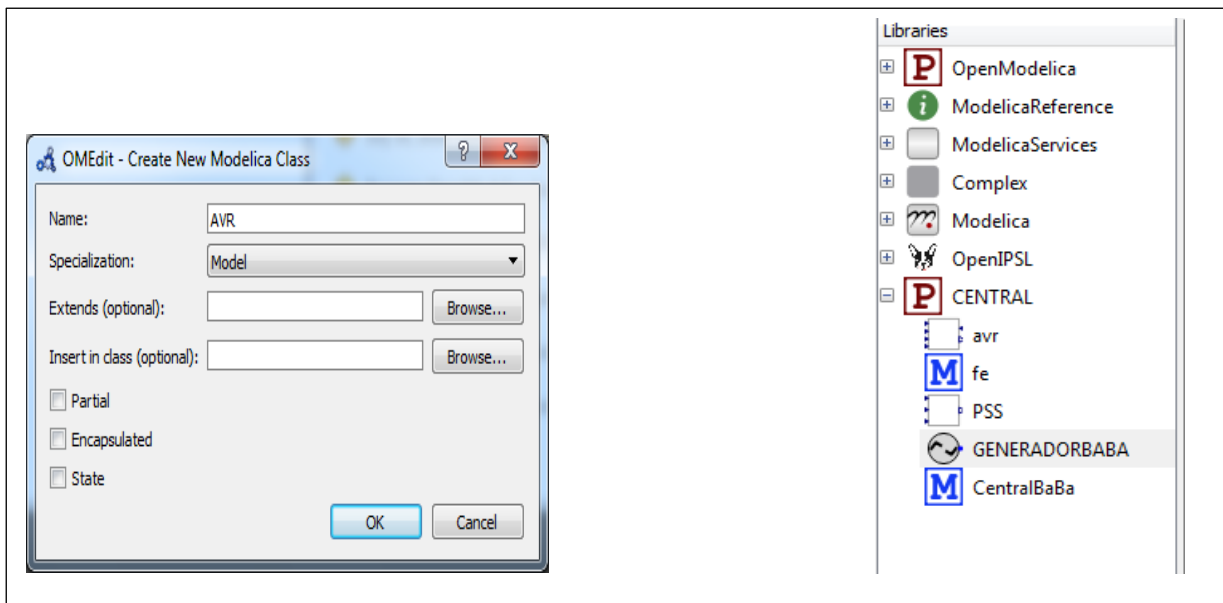 OMEdit - Create New Modelica Class
?
X
Name:
AVR
Specialization:
Model
Extends (optional):
Browse...
Insert in class (optional):
Browse...
Partial
Encapsulated
State
OK
Cancel
Libraries
P OpenModelica
i ModelicaReference
ModelicaServices
Complex
m Modelica
OpenIPSL
P CENTRAL
avr
M fe
PSS
GENERADORBABA
M CentralBaBa